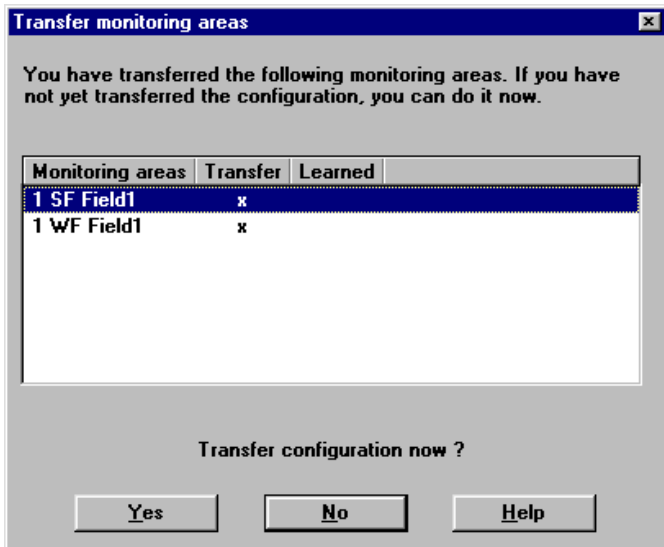 Transfer monitoring areas
You have transferred the following monitoring areas. If you have
not yet transferred the configuration, you can do it now.
Monitoring areas Transfer Learned
1 SF Field1 x
1 WF Field1 x
Transfer configuration now ?
Yes No Help